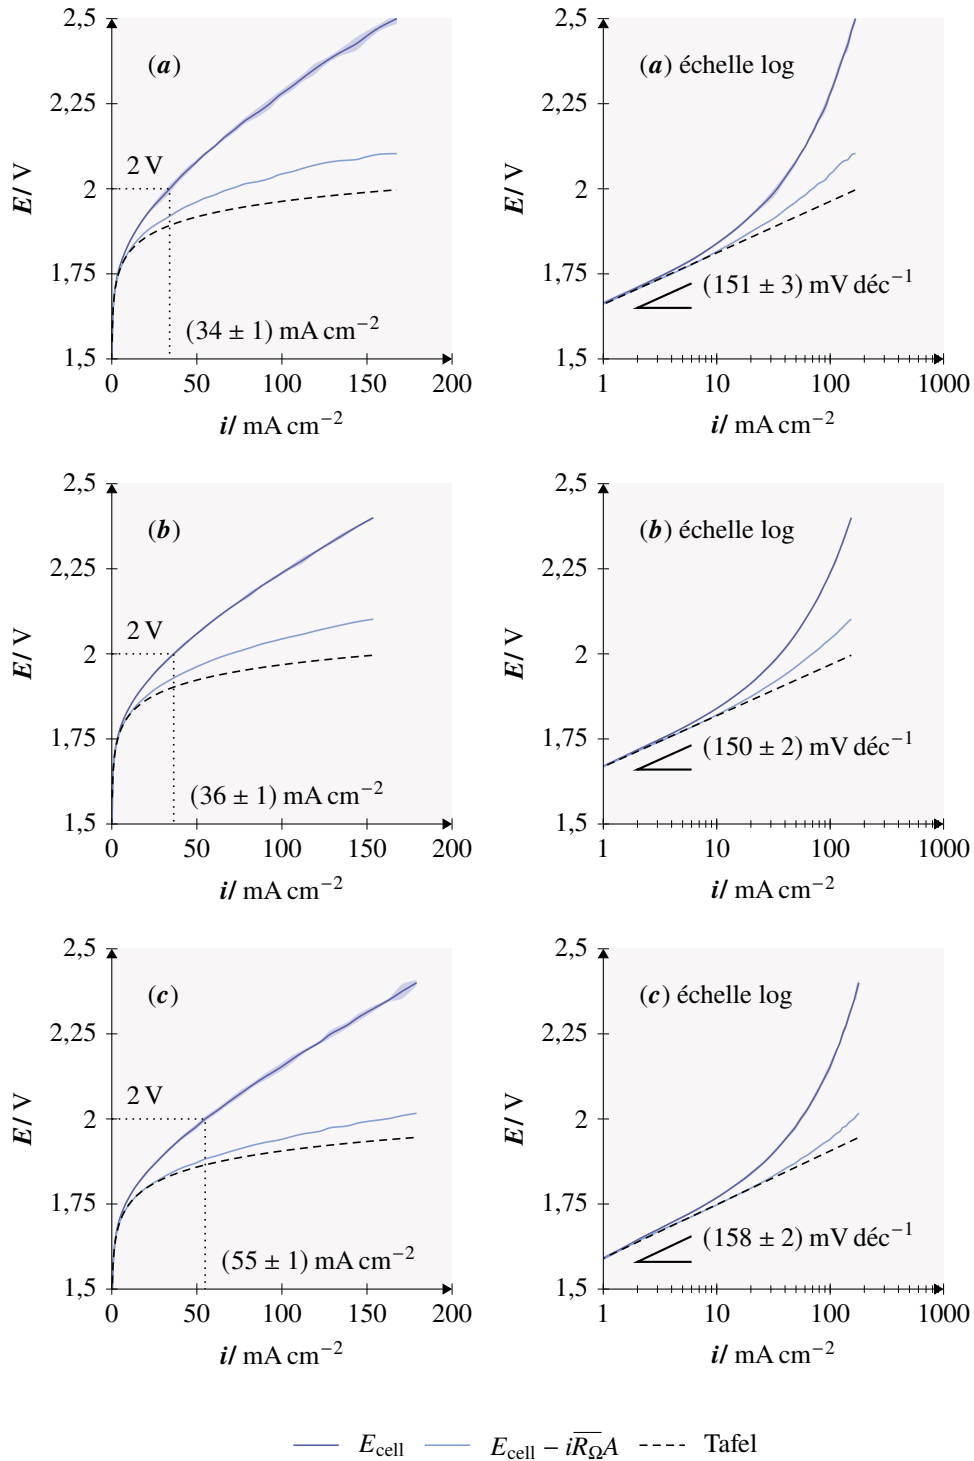 2,5
(a)
2,25
2 V
E/ V
2
1,75
(34 ± 1) mA cm−2
1,5
0 50 100 150 200
i/ mA cm−2
2,5
(a) échelle log
2,25
E/ V
2
1,75
(151 ± 3) mV déc−1
1,5
1 10 100 1000
i/ mA cm−2
2,5
(b)
2,25
2 V
E/ V
2
1,75
(36 ± 1) mA cm−2
1,5
0 50 100 150 200
i/ mA cm−2
2,5
(b) échelle log
2,25
E/ V
2
1,75
(150 ± 2) mV déc−1
1,5
1 10 100 1000
i/ mA cm−2
2,5
(c)
2,25
2 V
E/ V
2
1,75
(55 ± 1) mA cm−2
1,5
0 50 100 150 200
i/ mA cm−2
2,5
(c) échelle log
2,25
E/ V
2
1,75
(158 ± 2) mV déc−1
1,5
1 10 100 1000
i/ mA cm−2
Ecell Ecell − iR̅ΩA Tafel